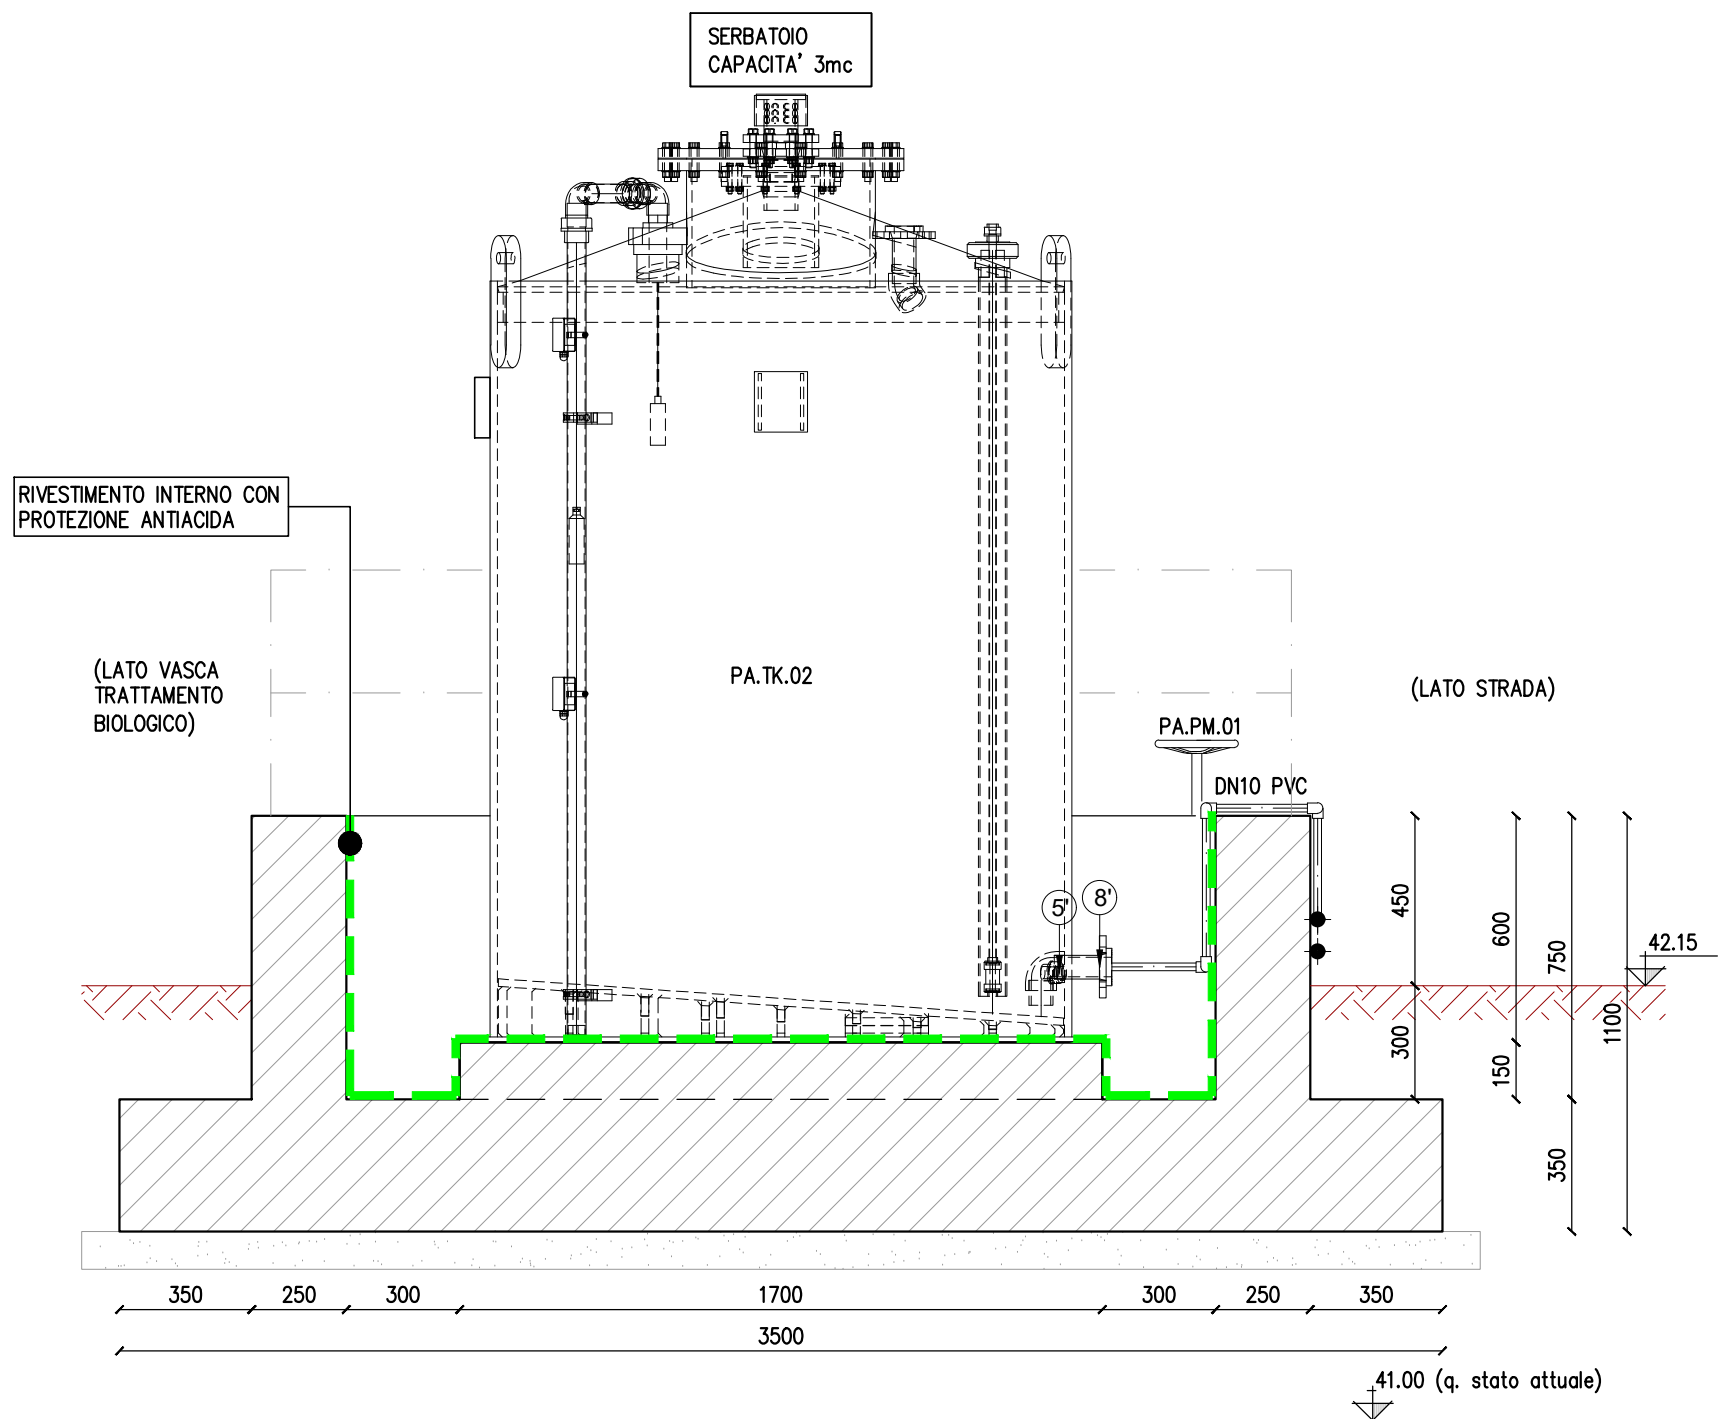 SERBATOIO
CAPACITA' 3mc
RIVESTIMENTO INTERNO CON
PROTEZIONE ANTIACIDA
(LATO VASCA
TRATTAMENTO
BIOLOGICO)
PA.TK.02
(LATO STRADA)
PA.PM.01
DN10 PVC
5'
8'
450
600
750
42.15
300
150
1100
350
350
250
300
1700
300
250
350
3500
41.00 (q. stato attuale)